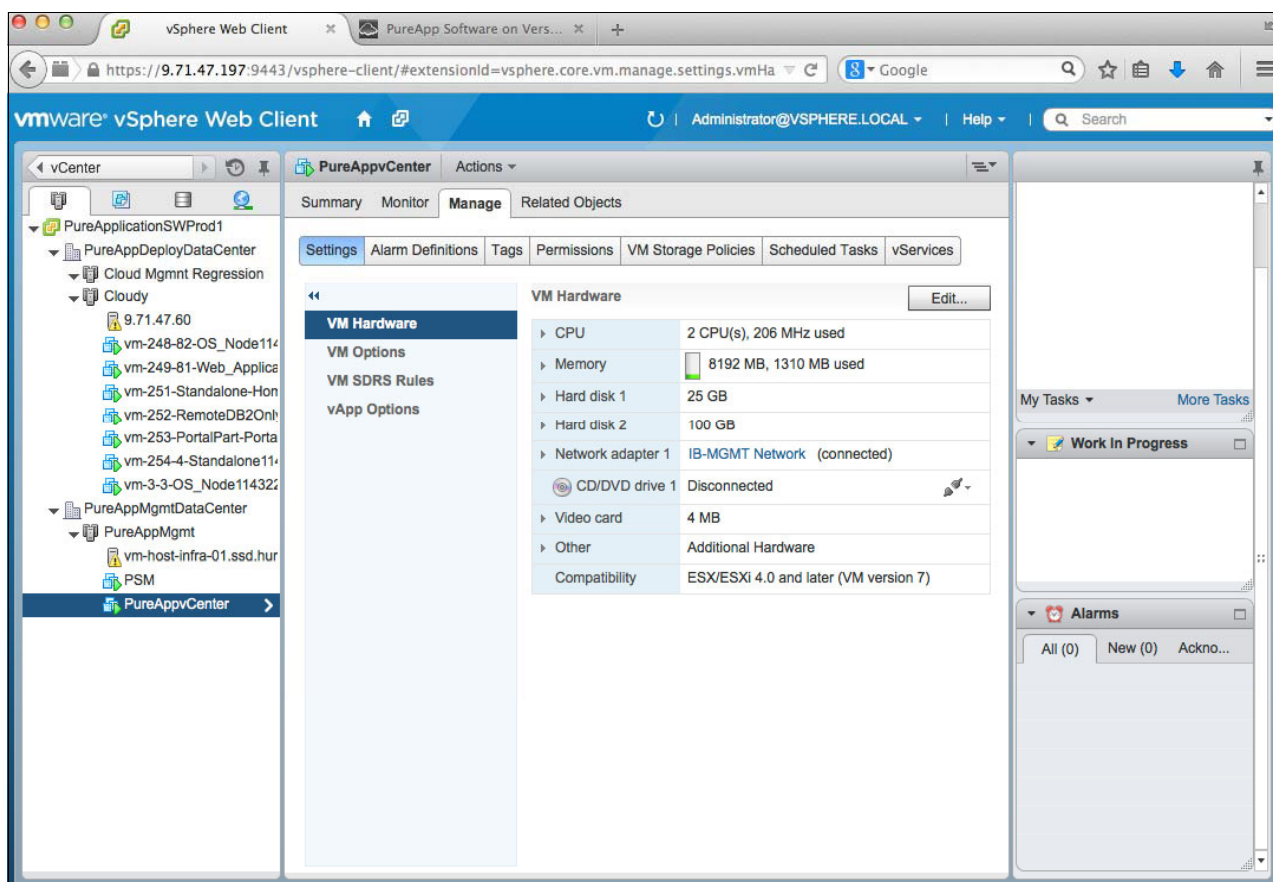 vSphere Web Client
PureApp Software on Vers...
https://9.71.47.197:9443/vsphere-client/#extensionId=vsphere.core.vm.manage.settings.vmHa
8 Google
vmware® vSphere Web Client
Administrator@VSPHERE.LOCAL
Help
Search
vCenter
PureApplicationSWProd1
PureAppDeployDataCenter
Cloud Mgmnt Regression
Cloudy
9.71.47.60
vm-248-82-OS_Node114
vm-249-81-Web_Applica
vm-251-Standalone-Hon
vm-252-RemoteDB2Only
vm-253-PortalPart-Porta
vm-254-4-Standalone114
vm-3-3-OS_Node114322
PureAppMgmtDataCenter
PureAppMgmt
vm-host-infra-01.ssd.hur
PSM
PureAppvCenter
PureAppvCenter Actions
Summary Monitor Manage Related Objects
Settings Alarm Definitions Tags Permissions VM Storage Policies Scheduled Tasks vServices
VM Hardware
VM Options
VM SDRS Rules
vApp Options
VM Hardware Edit...
CPU 2 CPU(s), 206 MHz used
Memory 8192 MB, 1310 MB used
Hard disk 1 25 GB
Hard disk 2 100 GB
Network adapter 1 IB-MGMT Network (connected)
CD/DVD drive 1 Disconnected
Video card 4 MB
Other Additional Hardware
Compatibility ESX/ESXi 4.0 and later (VM version 7)
My Tasks More Tasks
Work In Progress
Alarms
All (0) New (0) Ackno...